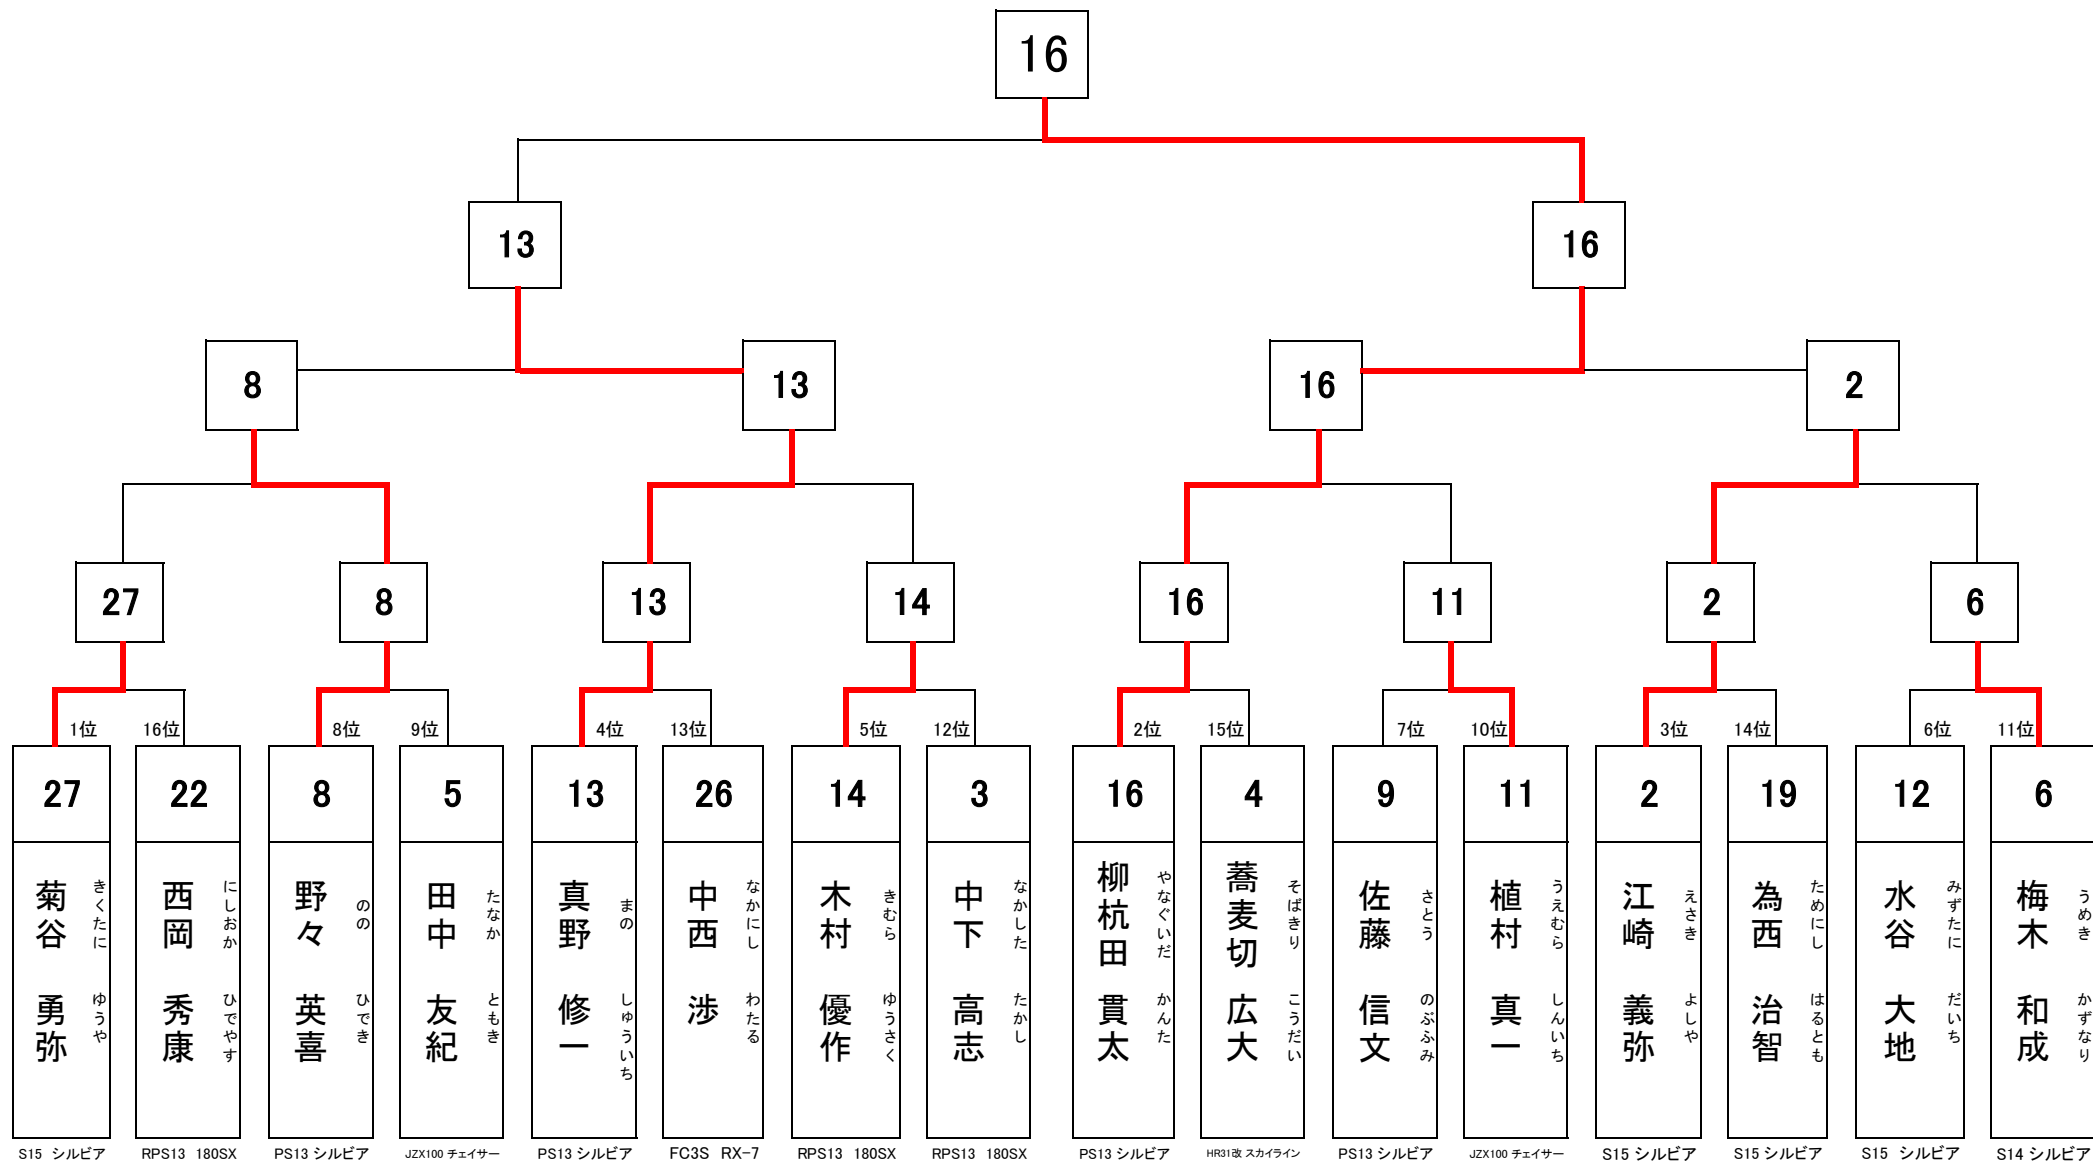 16
13
16
8
13
16
2
27
8
13
14
16
11
2
6
1位
16位
8位
9位
4位
13位
5位
12位
2位
15位
7位
10位
3位
14位
6位
11位
27
22
8
5
13
26
14
3
16
4
9
11
2
19
12
6
菊谷 勇弥
きくたに ゆうや
西岡 秀康
にしおか ひでやす
野々 英喜
のの ひでき
田中 友紀
たなか ともき
真野 修一
まの しゅういち
中西 渉
なかにし わたる
木村 優作
きむら ゆうさく
中下 高志
なかした たかし
柳杭田 貫太
やなぐいだ かんた
蕎麦切 広大
そばきり こうだい
佐藤 信文
さとう のぶふみ
植村 真一
うえむら しんいち
江崎 義弥
えさき よしや
為西 治智
ためにし はるとも
水谷 大地
みずたに だいち
梅木 和成
うめき かずなり
S15 シルビア
RPS13 180SX
PS13 シルビア
JZX100 チェイサー
PS13 シルビア
FC3S RX-7
RPS13 180SX
RPS13 180SX
PS13 シルビア
HR31改 スカイライン
PS13 シルビア
JZX100 チェイサー
S15 シルビア
S15 シルビア
S15 シルビア
S14 シルビア